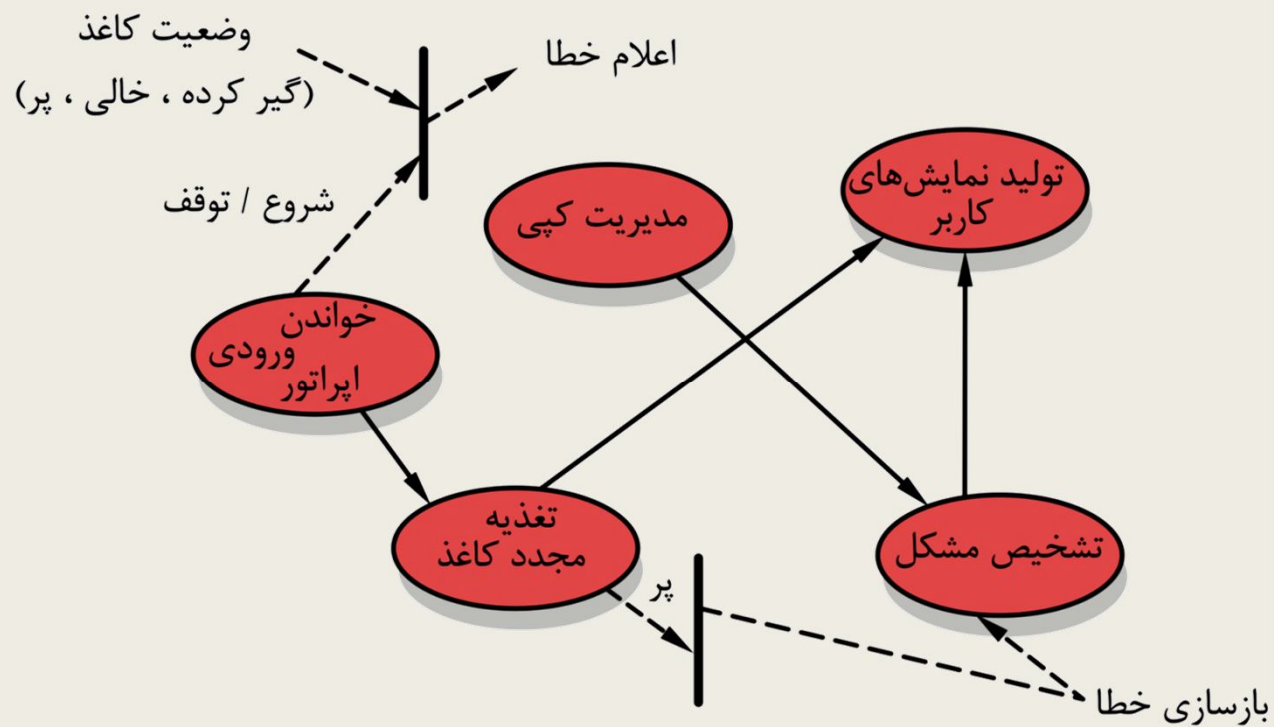 وضعیت کاغذ
(گیر کرده ، خالی ، پر)
اعلام خطا
شروع / توقف
مدیریت کپی
تولید نمایش‌های
کاربر
خواندن
ورودی
اپراتور
تغذیه
مجدد کاغذ
پر
تشخیص مشکل
بازسازی خطا